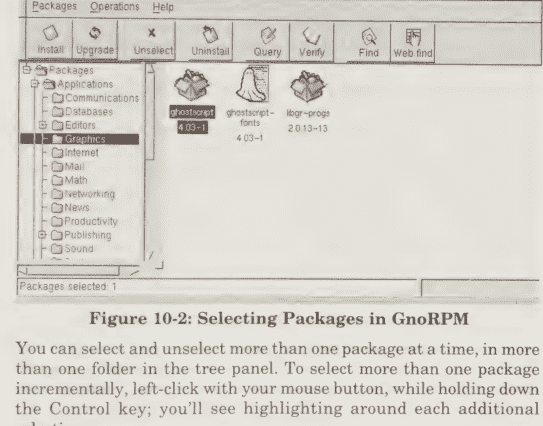 Packages Operations Help
Install Upgrade Unselect Uninstall Query Verify Find Web find
Packages
Applications
Communications
Databases
Editors
Graphics
Internet
Mail
Math
Networking
News
Productivity
Publishing
Sound
ghostscript
4.03-1
ghostscript-
fonts
4.03-1
libgr-progs
2.0.13-13
Packages selected: 1
Figure 10-2: Selecting Packages in GnoRPM
You can select and unselect more than one package at a time, in more
than one folder in the tree panel. To select more than one package
incrementally, left-click with your mouse button, while holding down
the Control key; you'll see highlighting around each additional